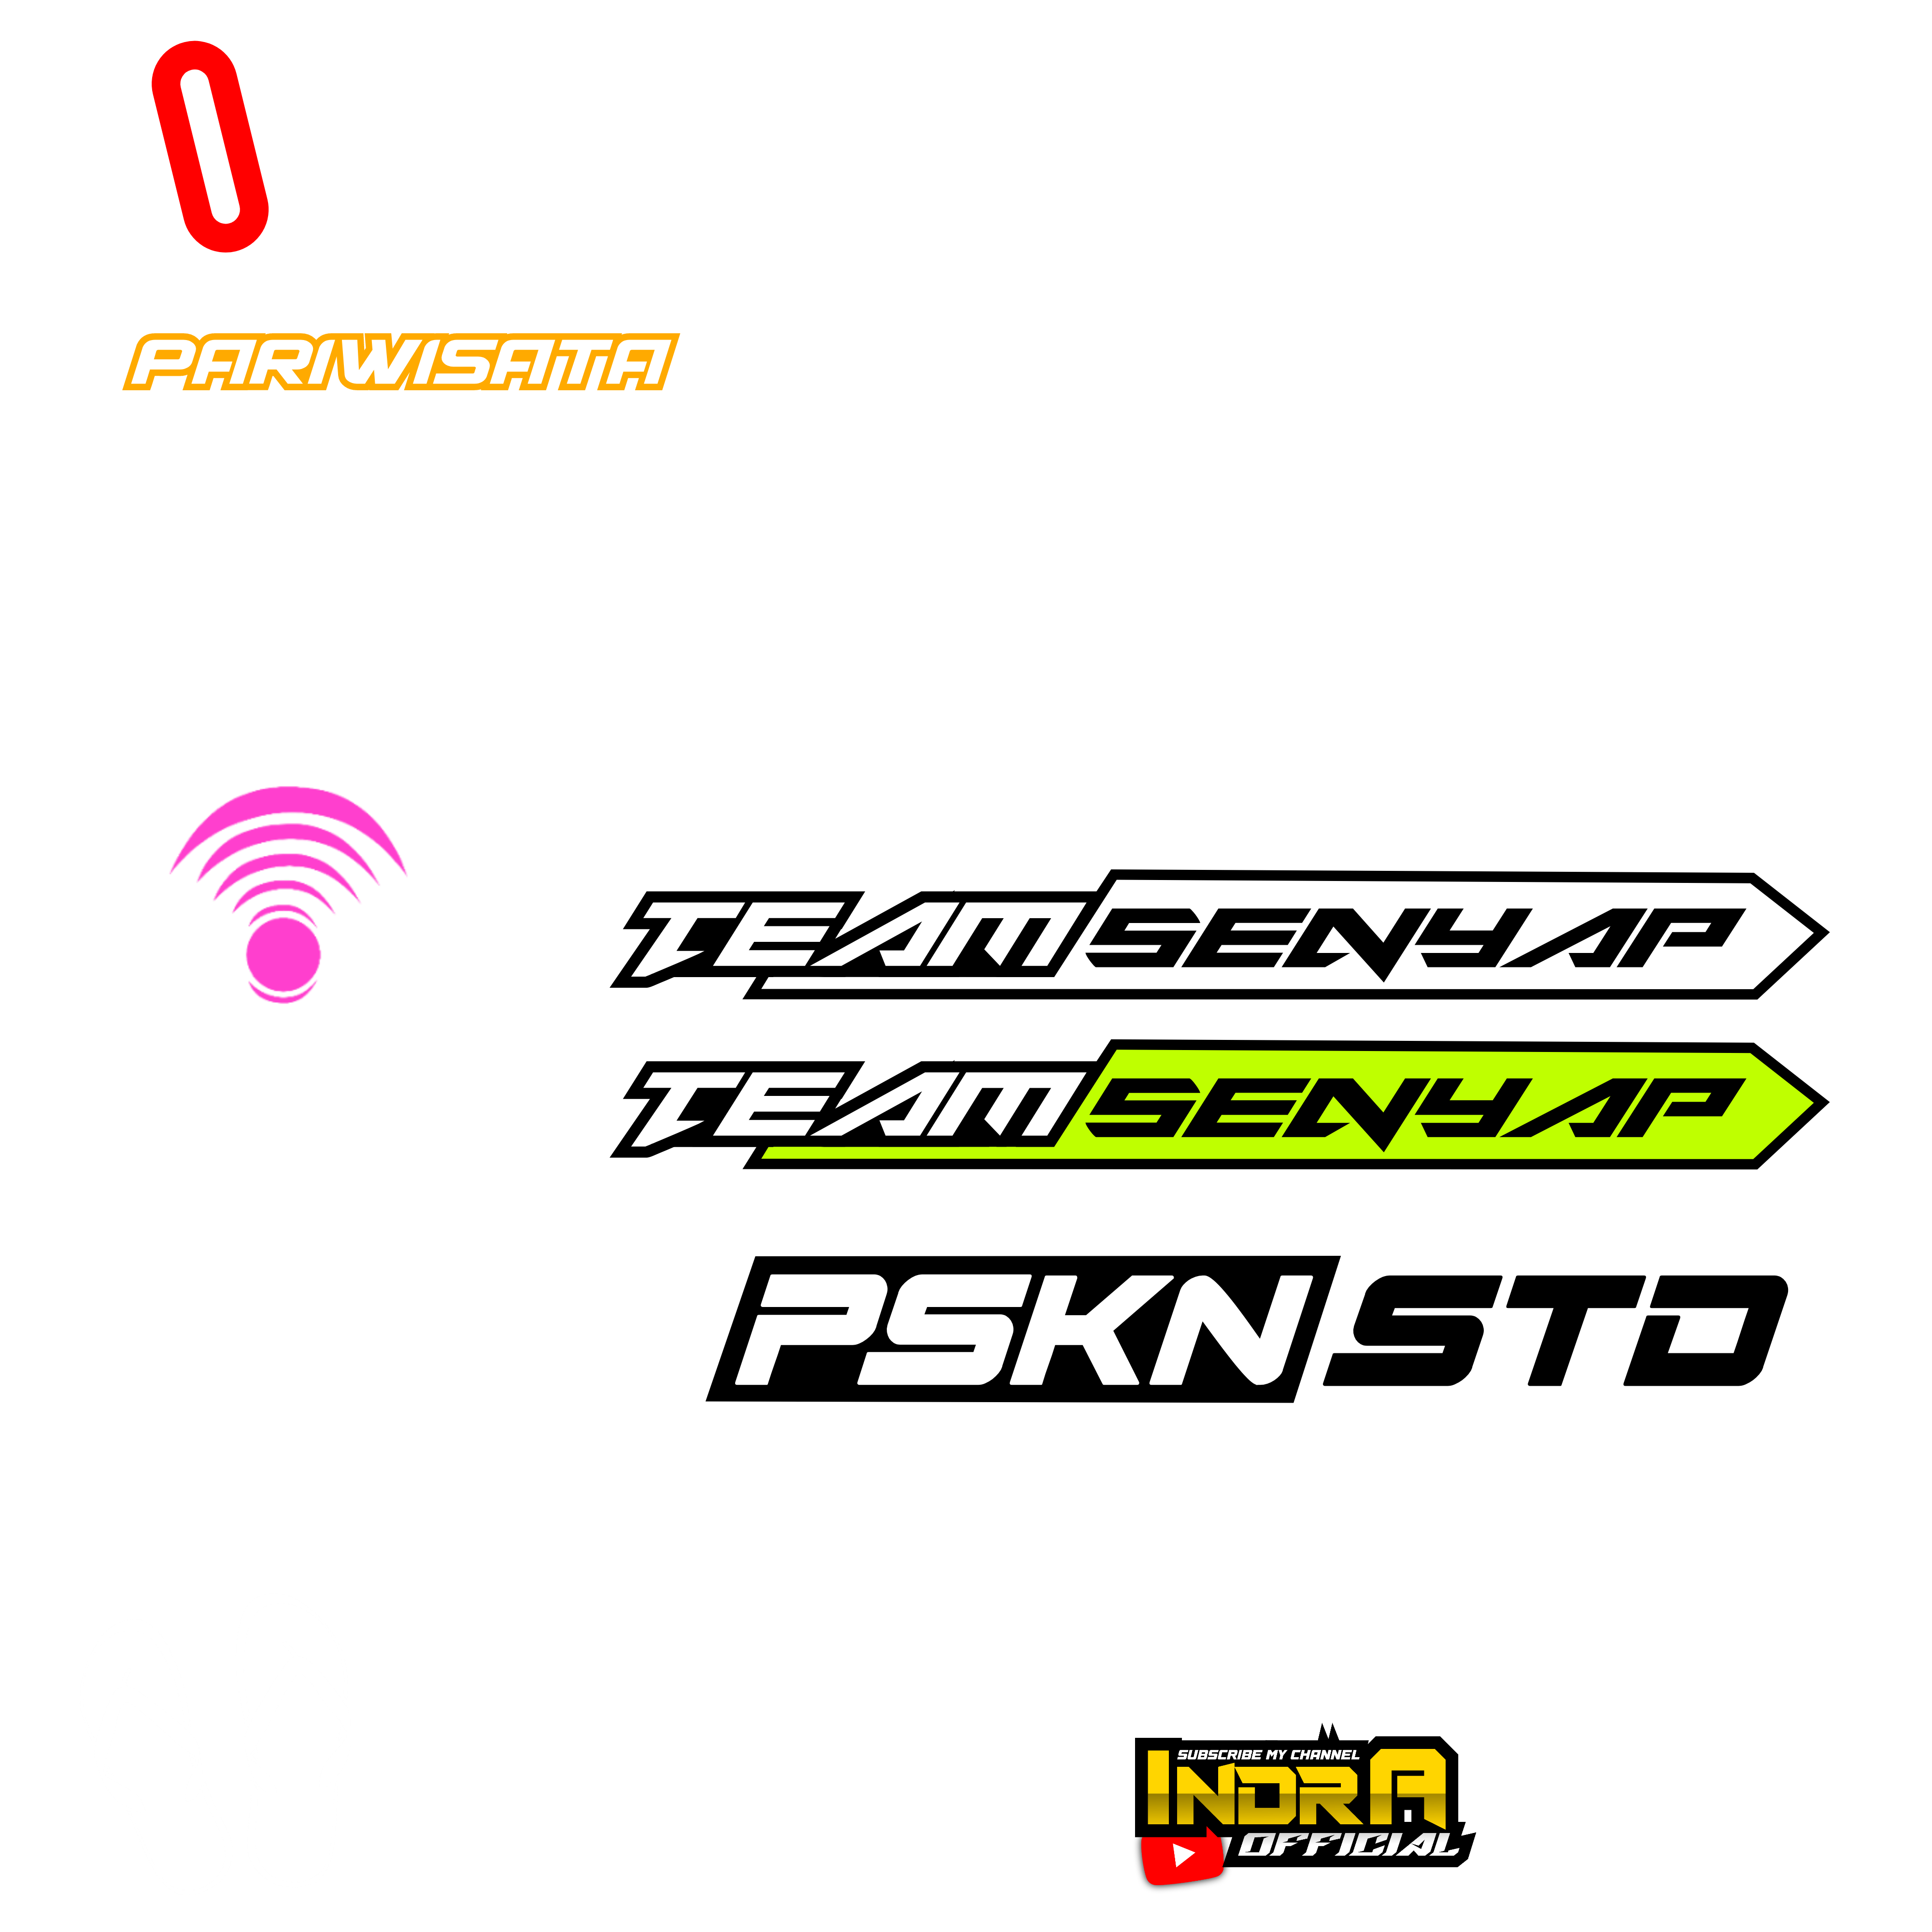 PARIWISATA
TEAM SENYAP
TEAM SENYAP
PSKN STD
SUBSCRIBE MY CHANNEL
INDRA
OFFICIAL